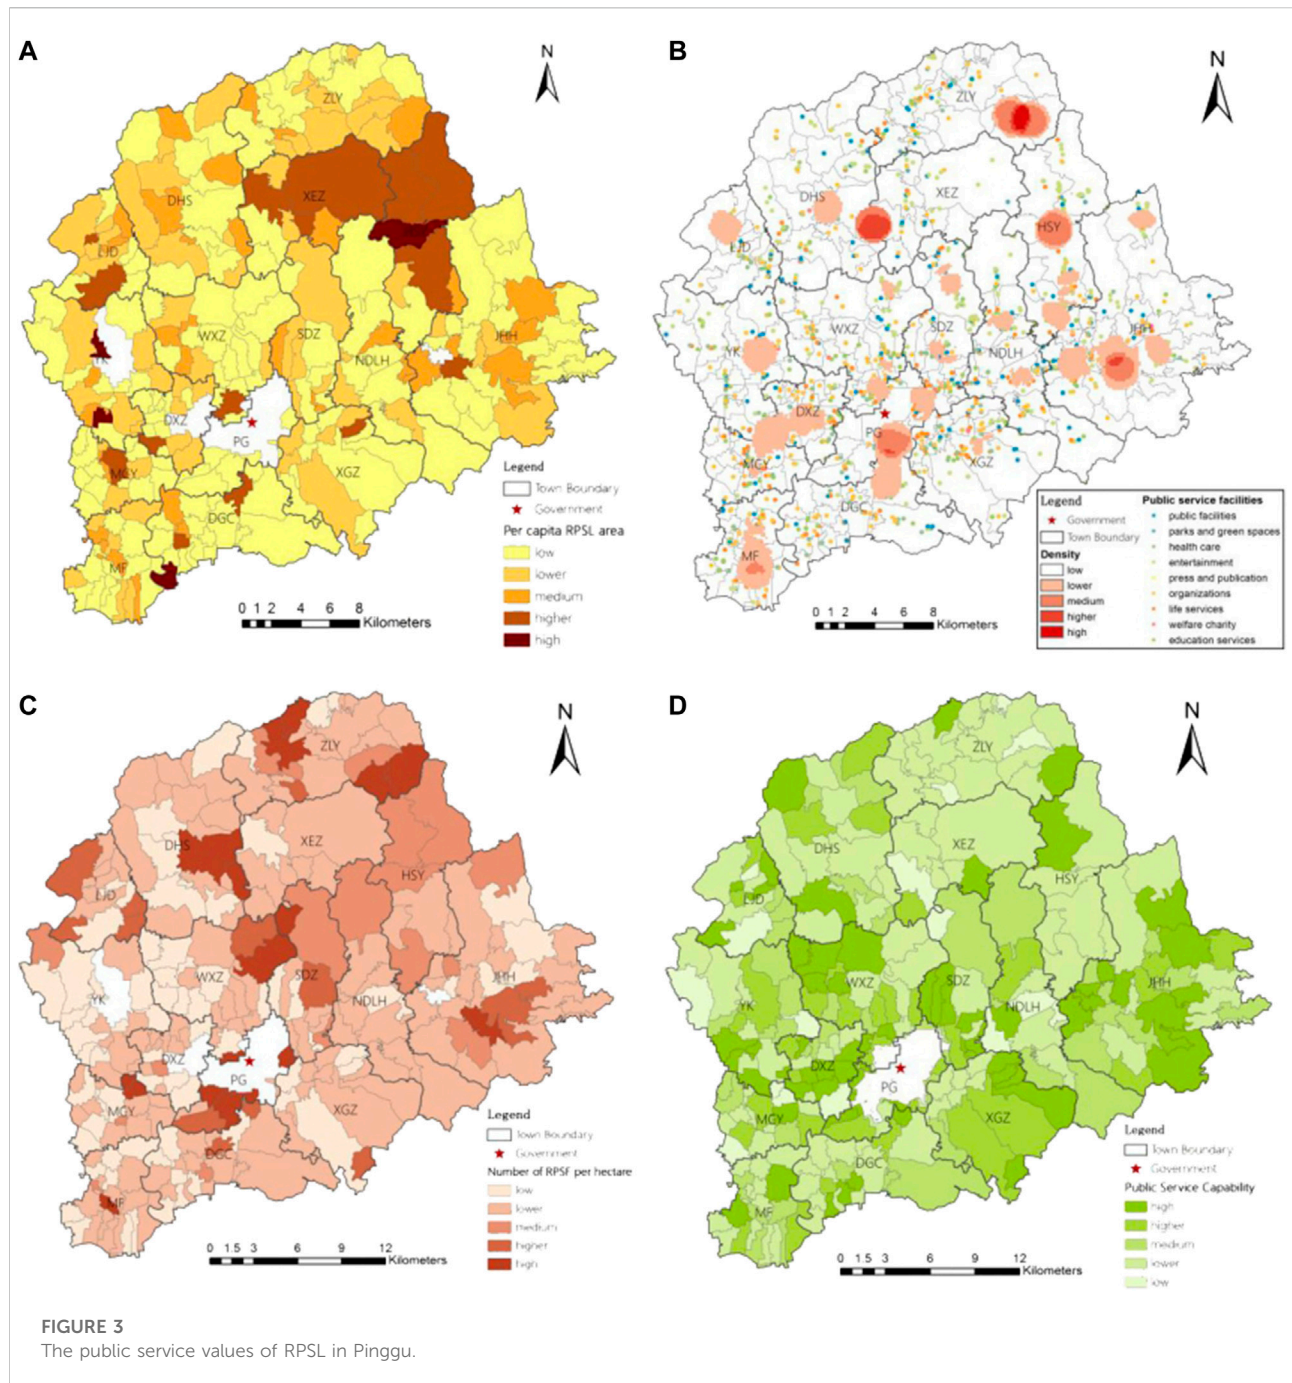 A
N
ZLY
DHS
XEZ
LJD
WXZ
SDZ
JHH
YK
NDLH
DXZ
PG
MCY
XGZ
DGC
MF
Legend
Town Boundary
Government
Per capita RPSL area
low
lower
medium
higher
high
0 1 2 4 6 8
Kilometers
B
N
ZLY
DHS
XEZ
LJD
HSY
WXZ
SDZ
JHH
YK
NDLH
DXZ
PG
MCY
XGZ
DGC
MF
Legend
Government
Town Boundary
Density
low
lower
medium
higher
high
Public service facilities
public facilities
parks and green spaces
health care
entertainment
press and publication
organizations
life services
welfare charity
education services
0 1 2 4 6 8
Kilometers
C
N
ZLY
DHS
XEZ
LJD
HSY
WXZ
SDZ
JHH
YK
NDLH
DXZ
PG
MCY
XGZ
DGC
MF
Legend
Town Boundary
Government
Number of RPSF per hectare
low
lower
medium
higher
high
0 1.5 3 6 9 12
Kilometers
D
N
ZLY
DHS
XEZ
LJD
HSY
WXZ
SDZ
JHH
YK
NDLH
DXZ
PG
MCY
XGZ
DGC
MF
Legend
Town Boundary
Government
Public Service Capability
high
higher
medium
lower
low
0 1.5 3 6 9 12
Kilometers
FIGURE 3
The public service values of RPSL in Pinggu.